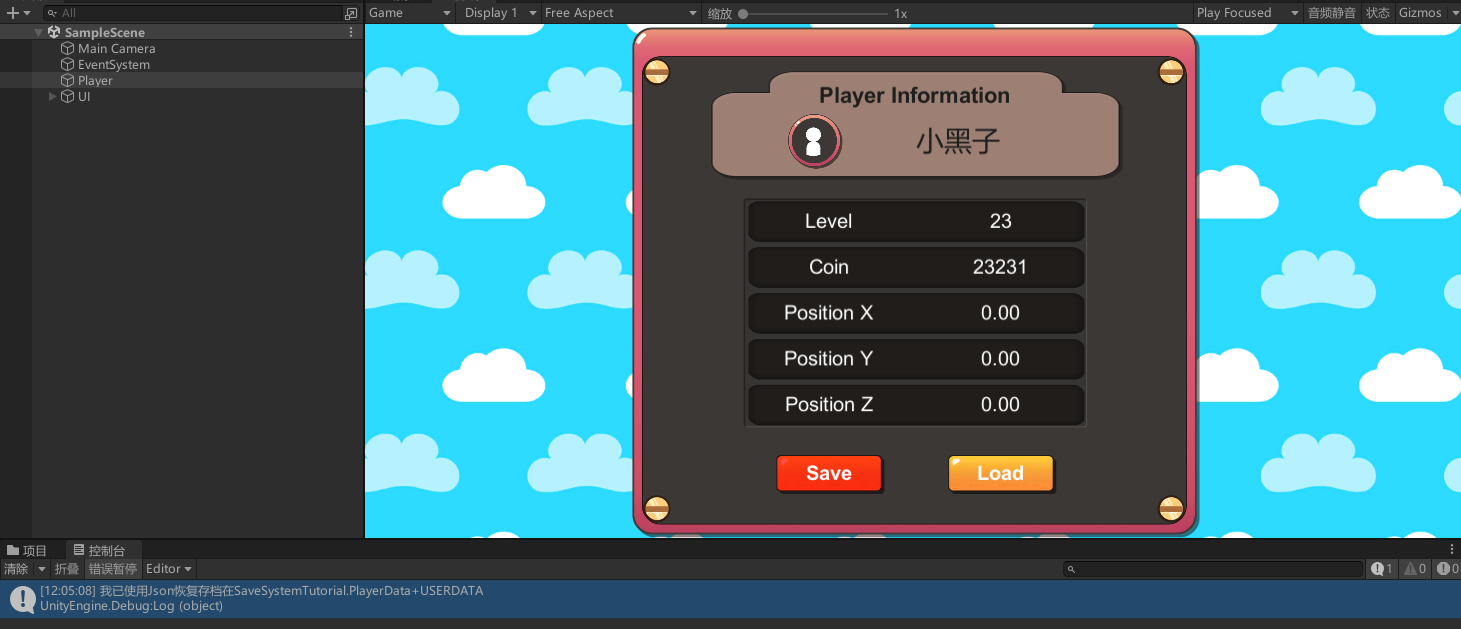 All
Game
Display 1
Free Aspect
缩放
1x
Play Focused
音频静音
状态
Gizmos
SampleScene
Main Camera
EventSystem
Player
UI
Player Information
小黑子
Level 23
Coin 23231
Position X 0.00
Position Y 0.00
Position Z 0.00
Save
Load
项目
控制台
清除
折叠
错误暂停
Editor
1
0
0
[12:05:08] 我已使用Json恢复存档在SaveSystemTutorial.PlayerData+USERDATA
UnityEngine.Debug:Log (object)